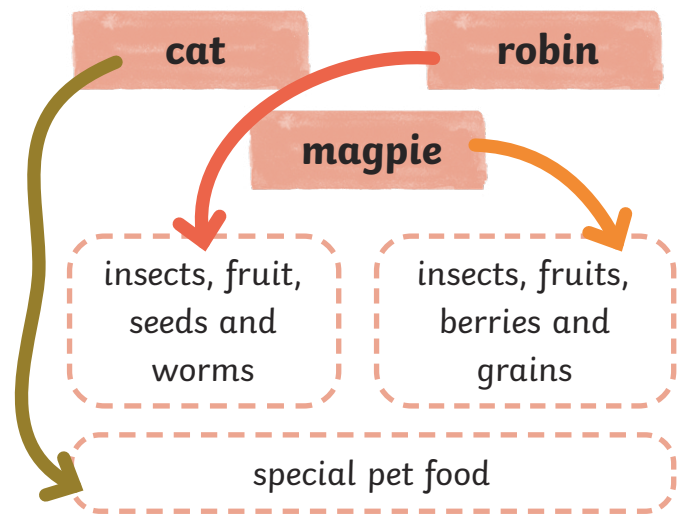 cat
robin
magpie
insects, fruit,
seeds and
worms
insects, fruits,
berries and
grains
special pet food